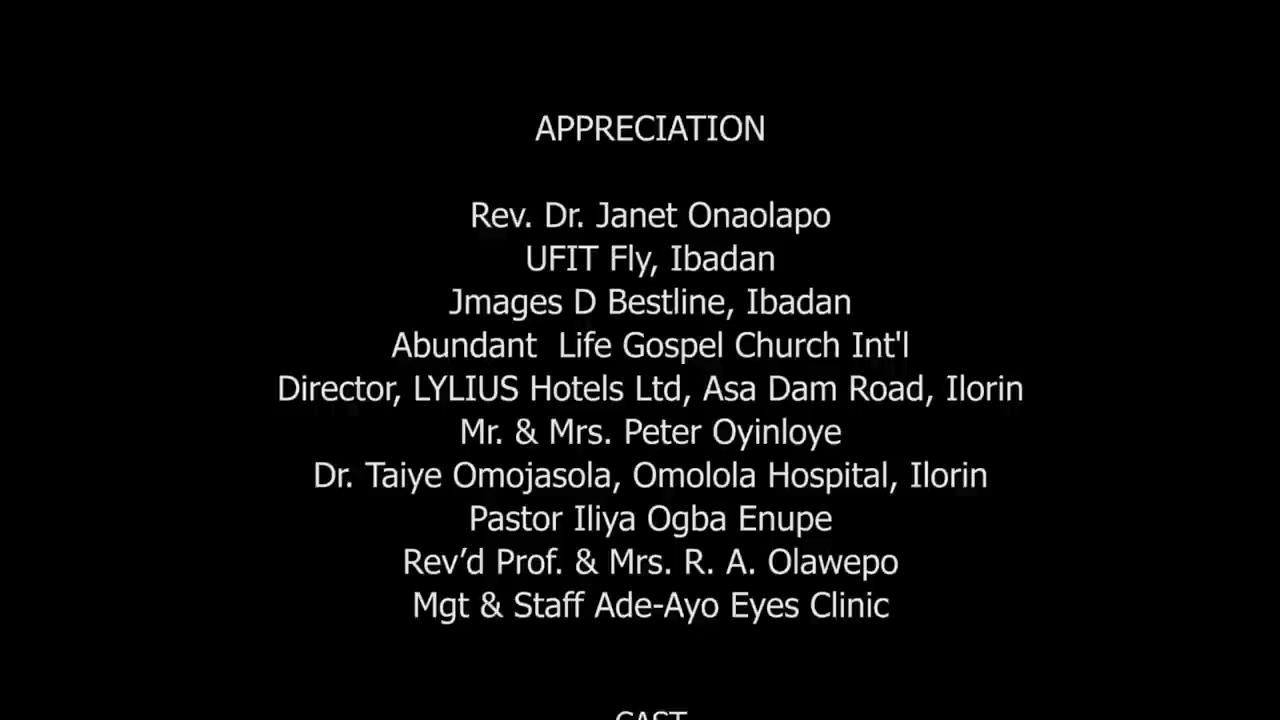 APPRECIATION
Rev. Dr. Janet Onaolapo
UFIT Fly, Ibadan
Jmages D Bestline, Ibadan
Abundant  Life Gospel Church Int'l
Director, LYLIUS Hotels Ltd, Asa Dam Road, Ilorin
Mr. & Mrs. Peter Oyinloye
Dr. Taiye Omojasola, Omolola Hospital, Ilorin
Pastor Iliya Ogba Enupe
Rev’d Prof. & Mrs. R. A. Olawepo
Mgt & Staff Ade-Ayo Eyes Clinic
CAST